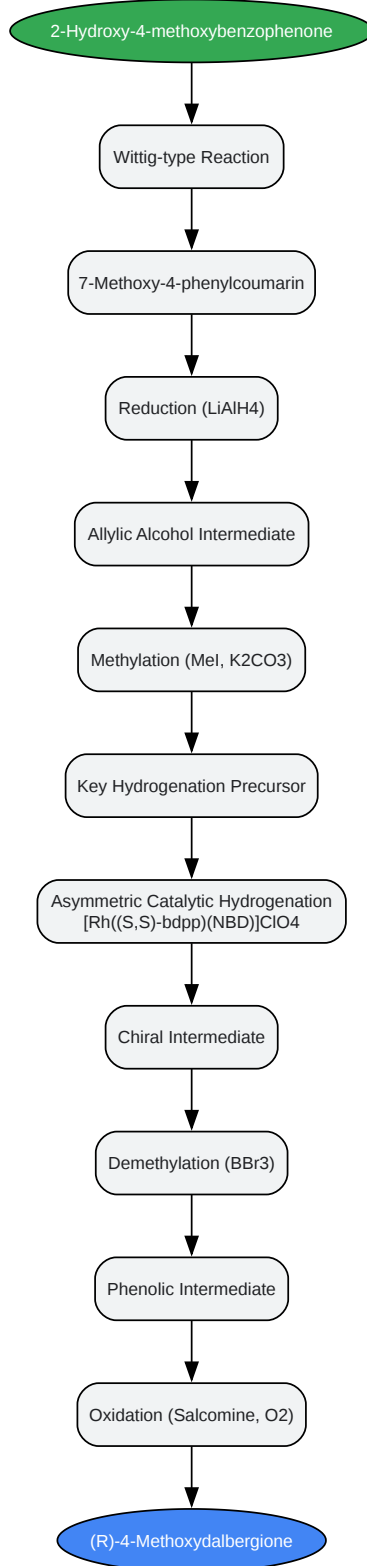 2-Hydroxy-4-methoxybenzophenone
Wittig-type Reaction
7-Methoxy-4-phenylcoumarin
Reduction (LiAlH4)
Allylic Alcohol Intermediate
Methylation (MeI, K2CO3)
Key Hydrogenation Precursor
Asymmetric Catalytic Hydrogenation
[Rh((S,S)-bdpp)(NBD)]ClO4
Chiral Intermediate
Demethylation (BBr3)
Phenolic Intermediate
Oxidation (Salcomine, O2)
(R)-4-Methoxydalbergione